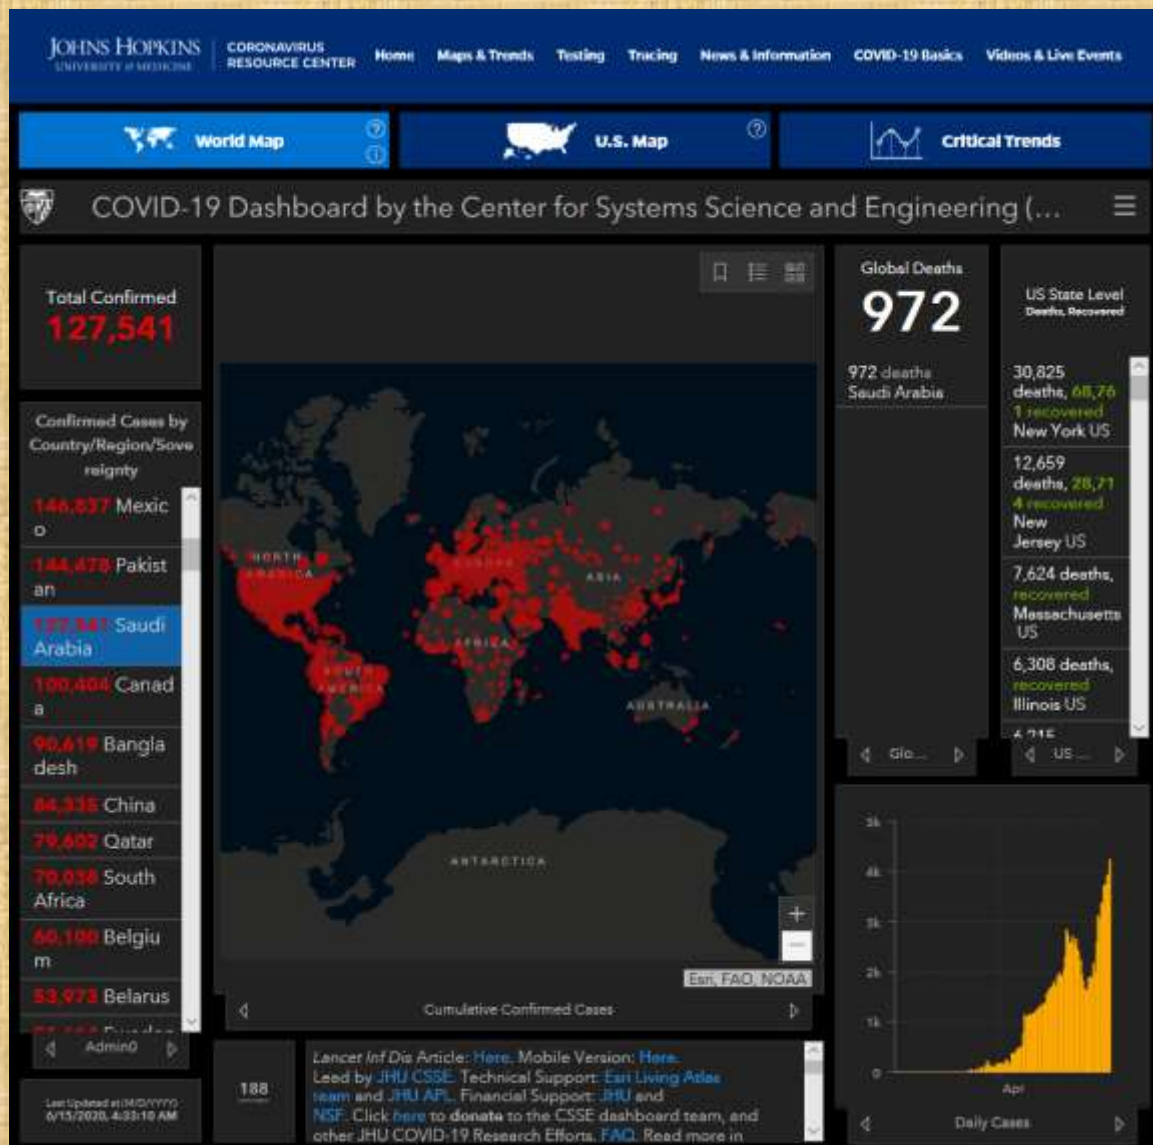 JOHNS HOPKINS
UNIVERSITY of MEDICINE
CORONAVIRUS
RESOURCE CENTER
Home
Maps & Trends
Testing
Tracing
News & Information
COVID-19 Basics
Videos & Live Events
World Map
U.S. Map
Critical Trends
COVID-19 Dashboard by the Center for Systems Science and Engineering (...
Total Confirmed
127,541
Confirmed Cases by
Country/Region/Sove
reignty
146,837 Mexic
o
144,478 Pakist
an
127,541 Saudi
Arabia
100,404 Canad
a
90,619 Bangla
desh
84,335 China
79,602 Qatar
70,038 South
Africa
60,100 Belgiu
m
53,973 Belarus
Admin0
Last Updated at (M/D/YYYY)
6/15/2020, 4:33:10 AM
NORTH
AMERICA
SOUTH
AMERICA
EUROPE
ASIA
AFRICA
AUSTRALIA
ANTARCTICA
+
Esri, FAO, NOAA
Cumulative Confirmed Cases
188
Lancet Inf Dis Article: Here. Mobile Version: Here.
Lead by JHU CSSE. Technical Support: Esri Living Atlas
team and JHU APL. Financial Support: JHU and
NSF. Click here to donate to the CSSE dashboard team, and
other JHU COVID-19 Research Efforts. FAQ. Read more in
Global Deaths
972
972 deaths
Saudi Arabia
Glo...
US State Level
Deaths, Recovered
30,825
deaths, 68,76
1 recovered
New York US
12,659
deaths, 28,71
4 recovered
New
Jersey US
7,624 deaths,
recovered
Massachusetts
US
6,308 deaths,
recovered
Illinois US
6,215
US ...
5k
4k
3k
2k
1k
0
Apr
Daily Cases